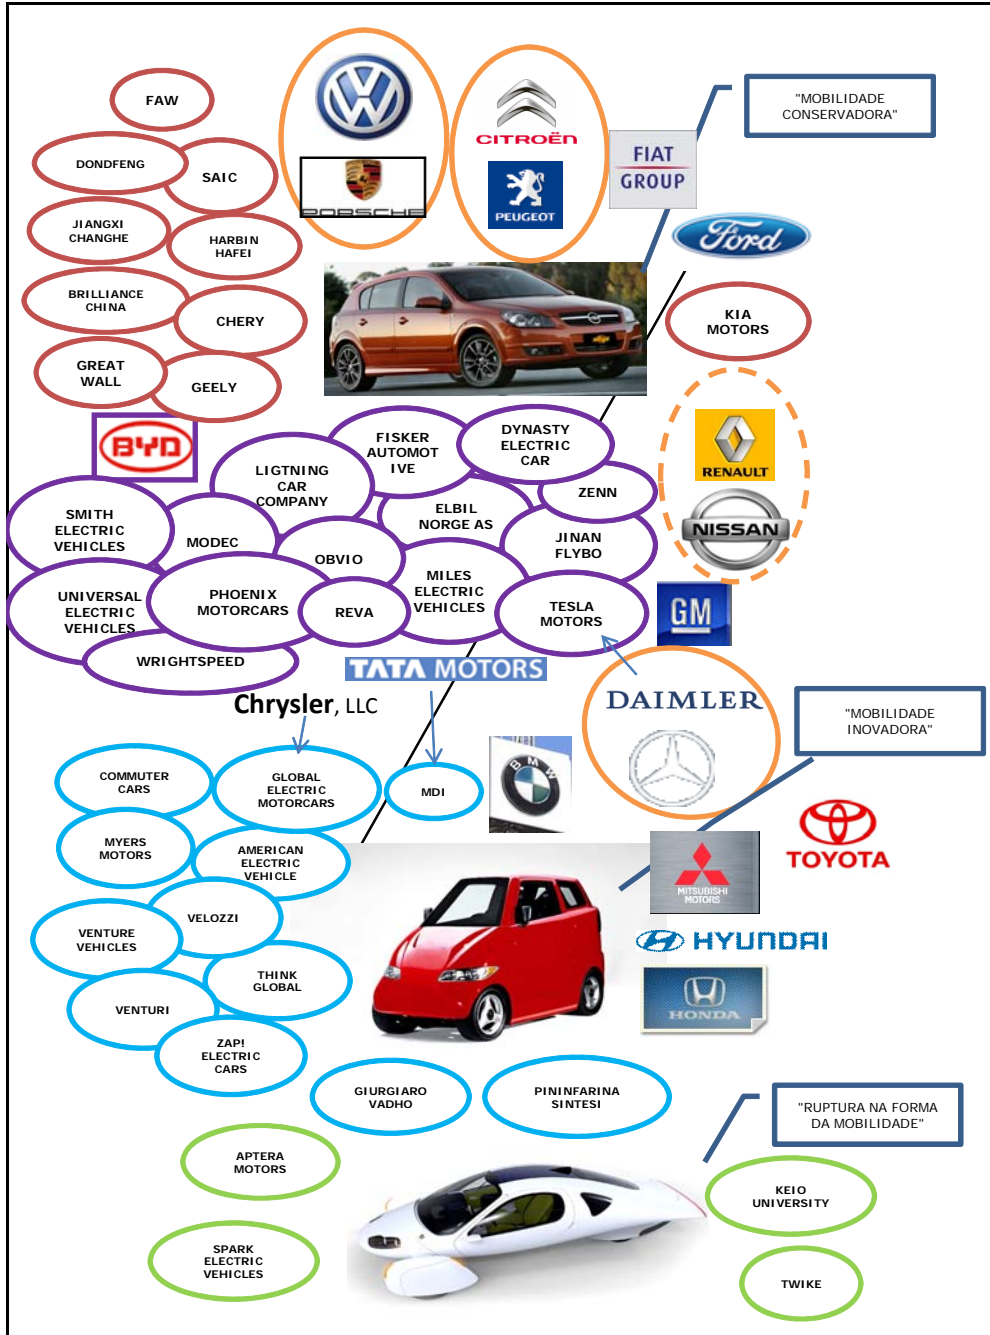 FAW
DONDFENG
SAIC
JIANGXI
CHANGHE
HARBIN
HAFEI
BRILLIANCE
CHINA
CHERY
GREAT
WALL
GEELY
BYD
VW
PORSCHE
CITROËN
PEUGEOT
FIAT
GROUP
"MOBILIDADE
CONSERVADORA"
Ford
KIA
MOTORS
RENAULT
NISSAN
GM
FISKER
AUTOMOT
IVE
DYNASTY
ELECTRIC
CAR
LIGTNING
CAR
COMPANY
ZENN
ELBIL
NORGE AS
SMITH
ELECTRIC
VEHICLES
MODEC
OBVIO
JINAN
FLYBO
UNIVERSAL
ELECTRIC
VEHICLES
PHOENIX
MOTORCARS
REVA
MILES
ELECTRIC
VEHICLES
TESLA
MOTORS
WRIGHTSPEED
TATA MOTORS
Chrysler, LLC
DAIMLER
"MOBILIDADE
INOVADORA"
BMW
COMMUTER
CARS
GLOBAL
ELECTRIC
MOTORCARS
MDI
MYERS
MOTORS
AMERICAN
ELECTRIC
VEHICLE
VELOZZI
VENTURE
VEHICLES
THINK
GLOBAL
VENTURI
ZAP!
ELECTRIC
CARS
TOYOTA
MITSUBISHI
MOTORS
HYUNDAI
HONDA
GIURGIARO
VADHO
PININFARINA
SINTESI
"RUPTURA NA FORMA
DA MOBILIDADE"
APTERA
MOTORS
KEIO
UNIVERSITY
SPARK
ELECTRIC
VEHICLES
TWIKE